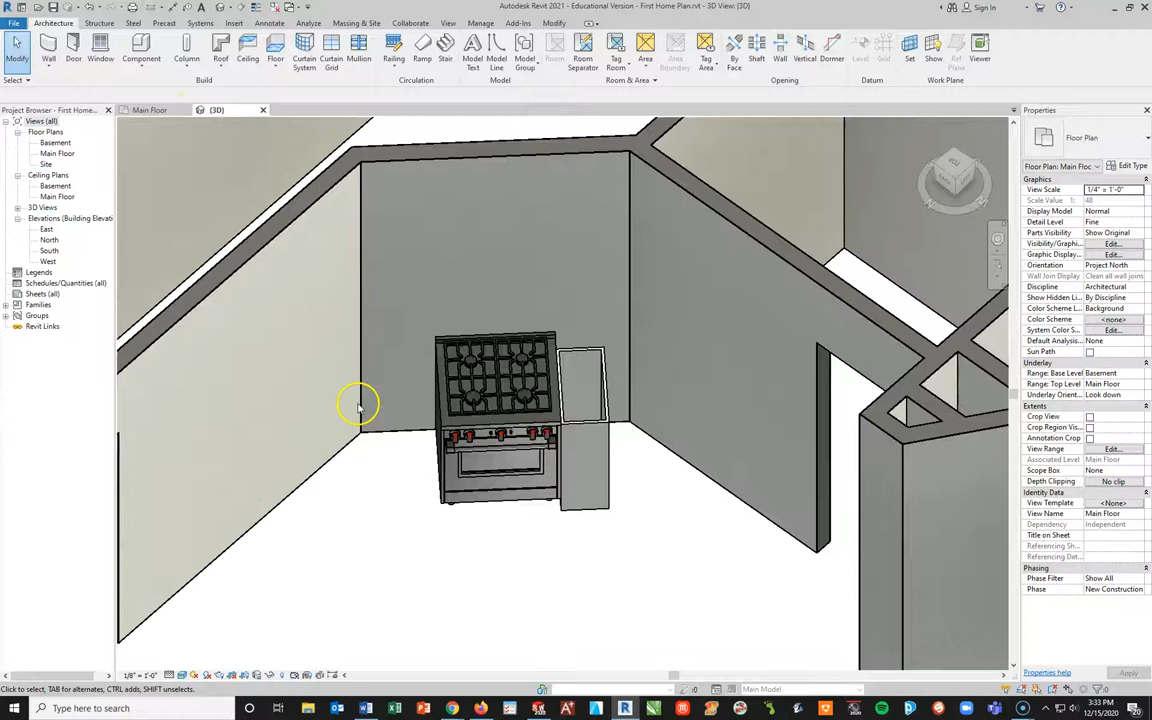 Autodesk Revit 2021 - Educational Version - First Home Plan.rvt - 3D View: {3D}
Sign In
File Architecture Structure Steel Precast Systems Insert Annotate Analyze Massing & Site Collaborate View Manage Add-Ins Modify
Modify Wall Door Window Component Column Roof Ceiling Floor Curtain System Curtain Grid Mullion Railing Ramp Stair Model Text Model Line Model Group Room Room Separator Tag Room Area Area Boundary Tag Area By Face Shaft Wall Vertical Dormer Level Grid Set Show Ref Plane Viewer
Select Build Circulation Model Room & Area Opening Datum Work Plane
Project Browser - First Home...
Main Floor
{3D}
Properties
Views (all)
Floor Plans
Basement
Main Floor
Site
Ceiling Plans
Basement
Main Floor
3D Views
Elevations (Building Elevati
East
North
South
West
Legends
Schedules/Quantities (all)
Sheets (all)
Families
Groups
Revit Links
Floor Plan
Floor Plan: Main Floc Edit Type
Graphics
View Scale 1/4" = 1'-0"
Scale Value 1: 48
Display Model Normal
Detail Level Fine
Parts Visibility Show Original
Visibility/Graphi... Edit...
Graphic Display... Edit...
Orientation Project North
Wall Join Display Clean all wall joins
Discipline Architectural
Show Hidden Li... By Discipline
Color Scheme L... Background
Color Scheme <none>
System Color S... Edit...
Default Analysis... None
Sun Path
Underlay
Range: Base Level Basement
Range: Top Level Main Floor
Underlay Orient... Look down
Extents
Crop View
Crop Region Vis...
Annotation Crop
View Range Edit...
Associated Level Main Floor
Scope Box None
Depth Clipping No clip
Identity Data
View Template <None>
View Name Main Floor
Dependency Independent
Title on Sheet
Referencing Sh...
Referencing Det...
Phasing
Phase Filter Show All
Phase New Construction
Properties help Apply
1/8" = 1'-0"
Click to select, TAB for alternates, CTRL adds, SHIFT unselects.
:0
Main Model
:0
Type here to search
3:33 PM
12/15/2020
20